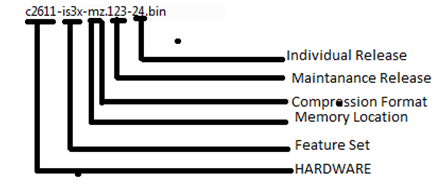 c2611-is3x-mz.123-24.bin
Individual Release
Maintanance Release
Compression Format
Memory Location
Feature Set
HARDWARE